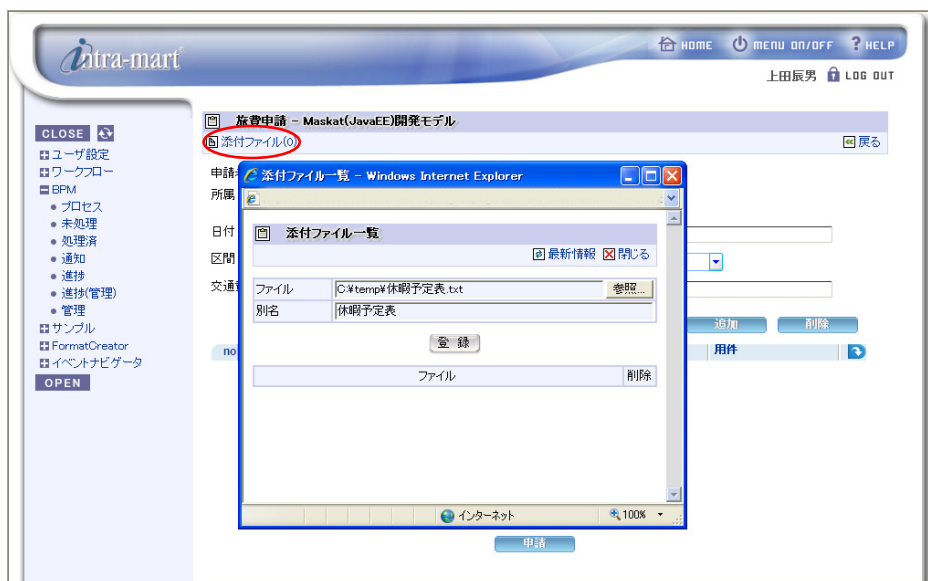 intra-mart
HOME MENU ON/OFF ? HELP
上田辰男 LOG OUT
CLOSE
ユーザ設定
ワークフロー
BPM
プロセス
未処理
処理済
通知
進捗
進捗(管理)
管理
サンプル
FormatCreator
イベントナビゲータ
OPEN
旅費申請 - Maskat(JavaEE)開発モデル
添付ファイル(0)
戻る
申請
所属
日付
区間
交通
追加 削除
no 用件
添付ファイル一覧 - Windows Internet Explorer
添付ファイル一覧
最新情報 閉じる
ファイル C:¥temp¥休暇予定表.txt 参照...
別名 休暇予定表
登 録
ファイル 削除
インターネット 100%
申請